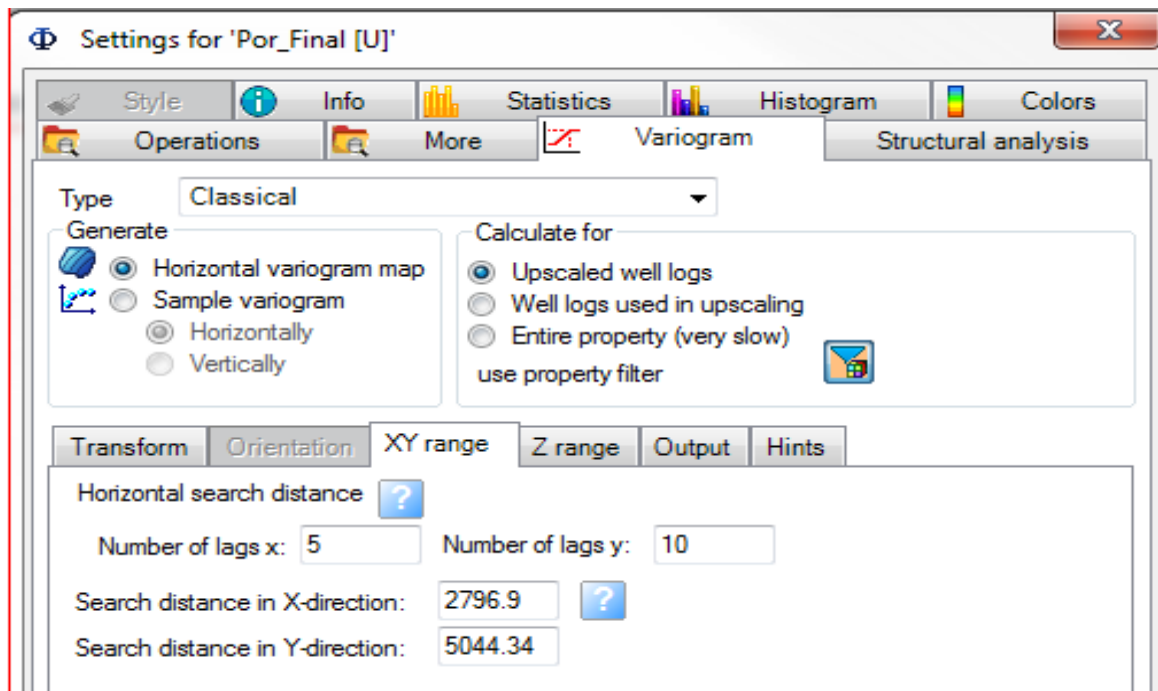 Φ Settings for 'Por_Final [U]'
Style Info Statistics Histogram Colors
Operations More Variogram Structural analysis
Type Classical
Generate
Horizontal variogram map
Sample variogram
Horizontally
Vertically
Calculate for
Upscaled well logs
Well logs used in upscaling
Entire property (very slow)
use property filter
Transform Orientation XY range Z range Output Hints
Horizontal search distance ?
Number of lags x: 5 Number of lags y: 10
Search distance in X-direction: 2796.9 ?
Search distance in Y-direction: 5044.34